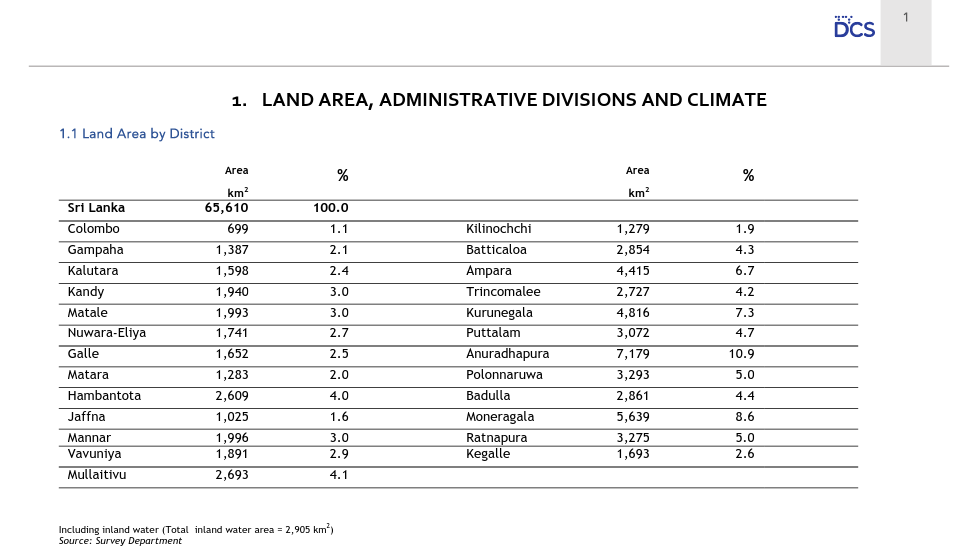 DCS
1
1. LAND AREA, ADMINISTRATIVE DIVISIONS AND CLIMATE
1.1 Land Area by District
Area % Area %
km² km²
Sri Lanka 65,610 100.0
Colombo 699 1.1 Kilinochchi 1,279 1.9
Gampaha 1,387 2.1 Batticaloa 2,854 4.3
Kalutara 1,598 2.4 Ampara 4,415 6.7
Kandy 1,940 3.0 Trincomalee 2,727 4.2
Matale 1,993 3.0 Kurunegala 4,816 7.3
Nuwara-Eliya 1,741 2.7 Puttalam 3,072 4.7
Galle 1,652 2.5 Anuradhapura 7,179 10.9
Matara 1,283 2.0 Polonnaruwa 3,293 5.0
Hambantota 2,609 4.0 Badulla 2,861 4.4
Jaffna 1,025 1.6 Moneragala 5,639 8.6
Mannar 1,996 3.0 Ratnapura 3,275 5.0
Vavuniya 1,891 2.9 Kegalle 1,693 2.6
Mullaitivu 2,693 4.1
Including inland water (Total inland water area = 2,905 km²)
Source: Survey Department